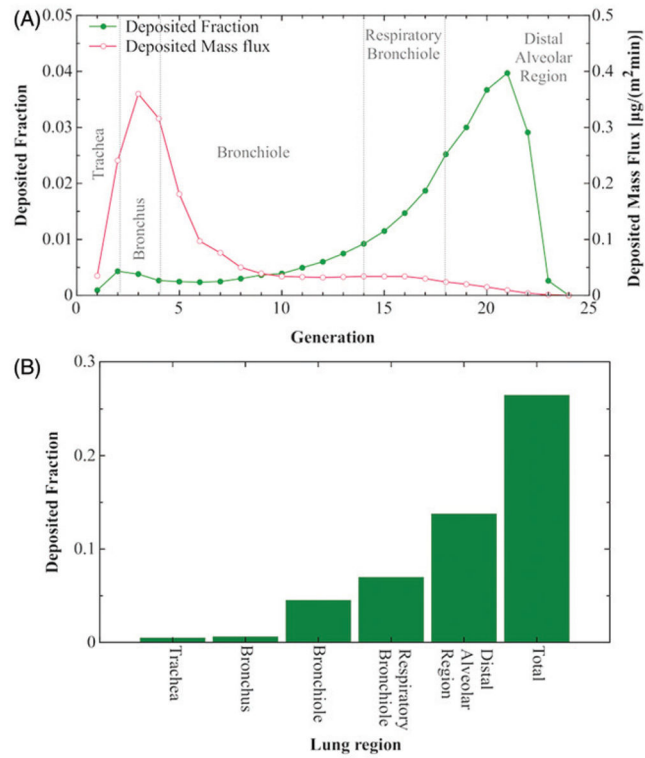 (A)
Deposited Fraction
Deposited Mass flux
0.05
0.04
0.03
0.02
0.01
0
Deposited Fraction
0.5
0.4
0.3
0.2
0.1
0
Deposited Mass Flux [µg/(m²min)]
Trachea
Bronchus
Bronchiole
Respiratory
Bronchiole
Distal
Alveolar
Region
0
5
10
15
20
25
Generation
(B)
0.3
0.2
0.1
0
Deposited Fraction
Trachea
Bronchus
Bronchiole
Respiratory
Bronchiole
Distal
Alveolar
Region
Total
Lung region